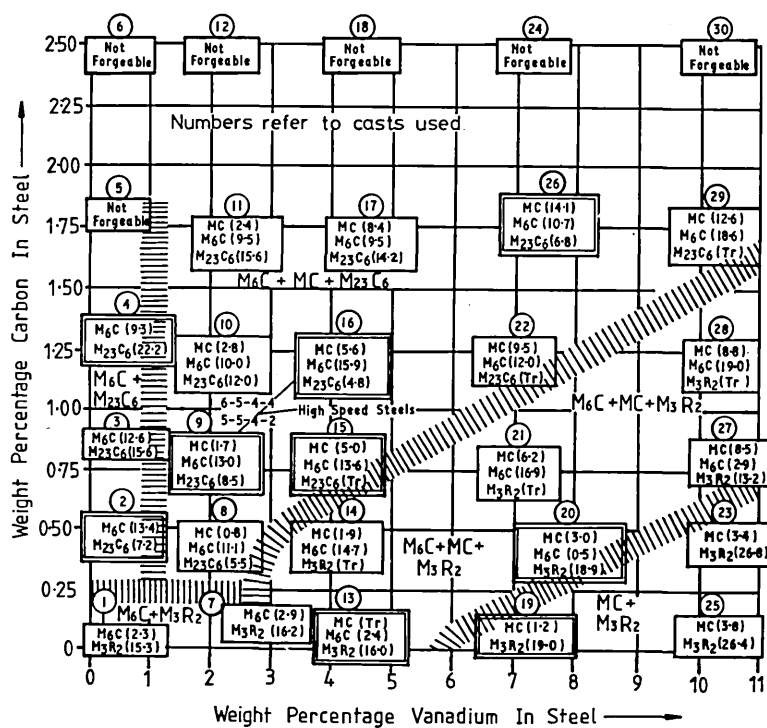 6 12 18 24 30
2·50 Not Forgeable Not Forgeable Not Forgeable Not Forgeable Not Forgeable
2·25
Numbers refer to casts used.
2·00
5
Not Forgeable
11
MC (2·4)
M6C (9·5)
M23C6(15·6)
17
MC (8·4)
M6C (9·5)
M23C6(14·2)
26
MC (14·1)
M6C (10·7)
M23C6(6·8)
29
MC (12·6)
M6C (18·6)
M23C6(Tr)
1·75
M6C + MC + M23C6
1·50
4
M6C (9·3)
M23C6(22·2)
10
MC (2·8)
M6C (10·0)
M23C6(12·0)
16
MC (5·6)
M6C (15·9)
M23C6(4·8)
22
MC (9·5)
M6C (12·0)
M23C6(Tr)
28
MC (8·8)
M6C (19·0)
M3R2(Tr)
1·25
M6C +
M23C6
6-5-4-4
5-5-4-2
High Speed Steels
M6C+MC+M3R2
1·00
3
M6C (12·6)
M23C6(15·6)
9
MC (1·7)
M6C (13·0)
M23C6(8·5)
15
MC (5·0)
M6C (13·6)
M23C6(Tr)
21
MC (6·2)
M6C (16·9)
M3R2(Tr)
27
MC (8·5)
M6C (2·9)
M3R2(13·2)
0·75
2
M6C (13·4)
M23C6(7·2)
8
MC (0·8)
M6C (11·1)
M23C6(5·5)
14
MC (1·9)
M6C (14·7)
M3R2 (Tr)
M6C+MC+
M3R2
20
MC (3·0)
M6C (0·5)
M3R2(18·9)
23
MC (3·4)
M3R2(26·8)
0·50
0·25
1
M6C+M3R2
M6C (2·3)
M3R2(15·3)
7
M6C (2·9)
M3R2 (16·2)
13
MC (Tr)
M6C (2·4)
M3R2 (16·0)
19
MC (1·2)
M3R2(19·0)
MC +
M3R2
25
MC (3·8)
M3R2(26·4)
0
0 1 2 3 4 5 6 7 8 9 10 11
Weight Percentage Carbon In Steel
Weight Percentage Vanadium In Steel